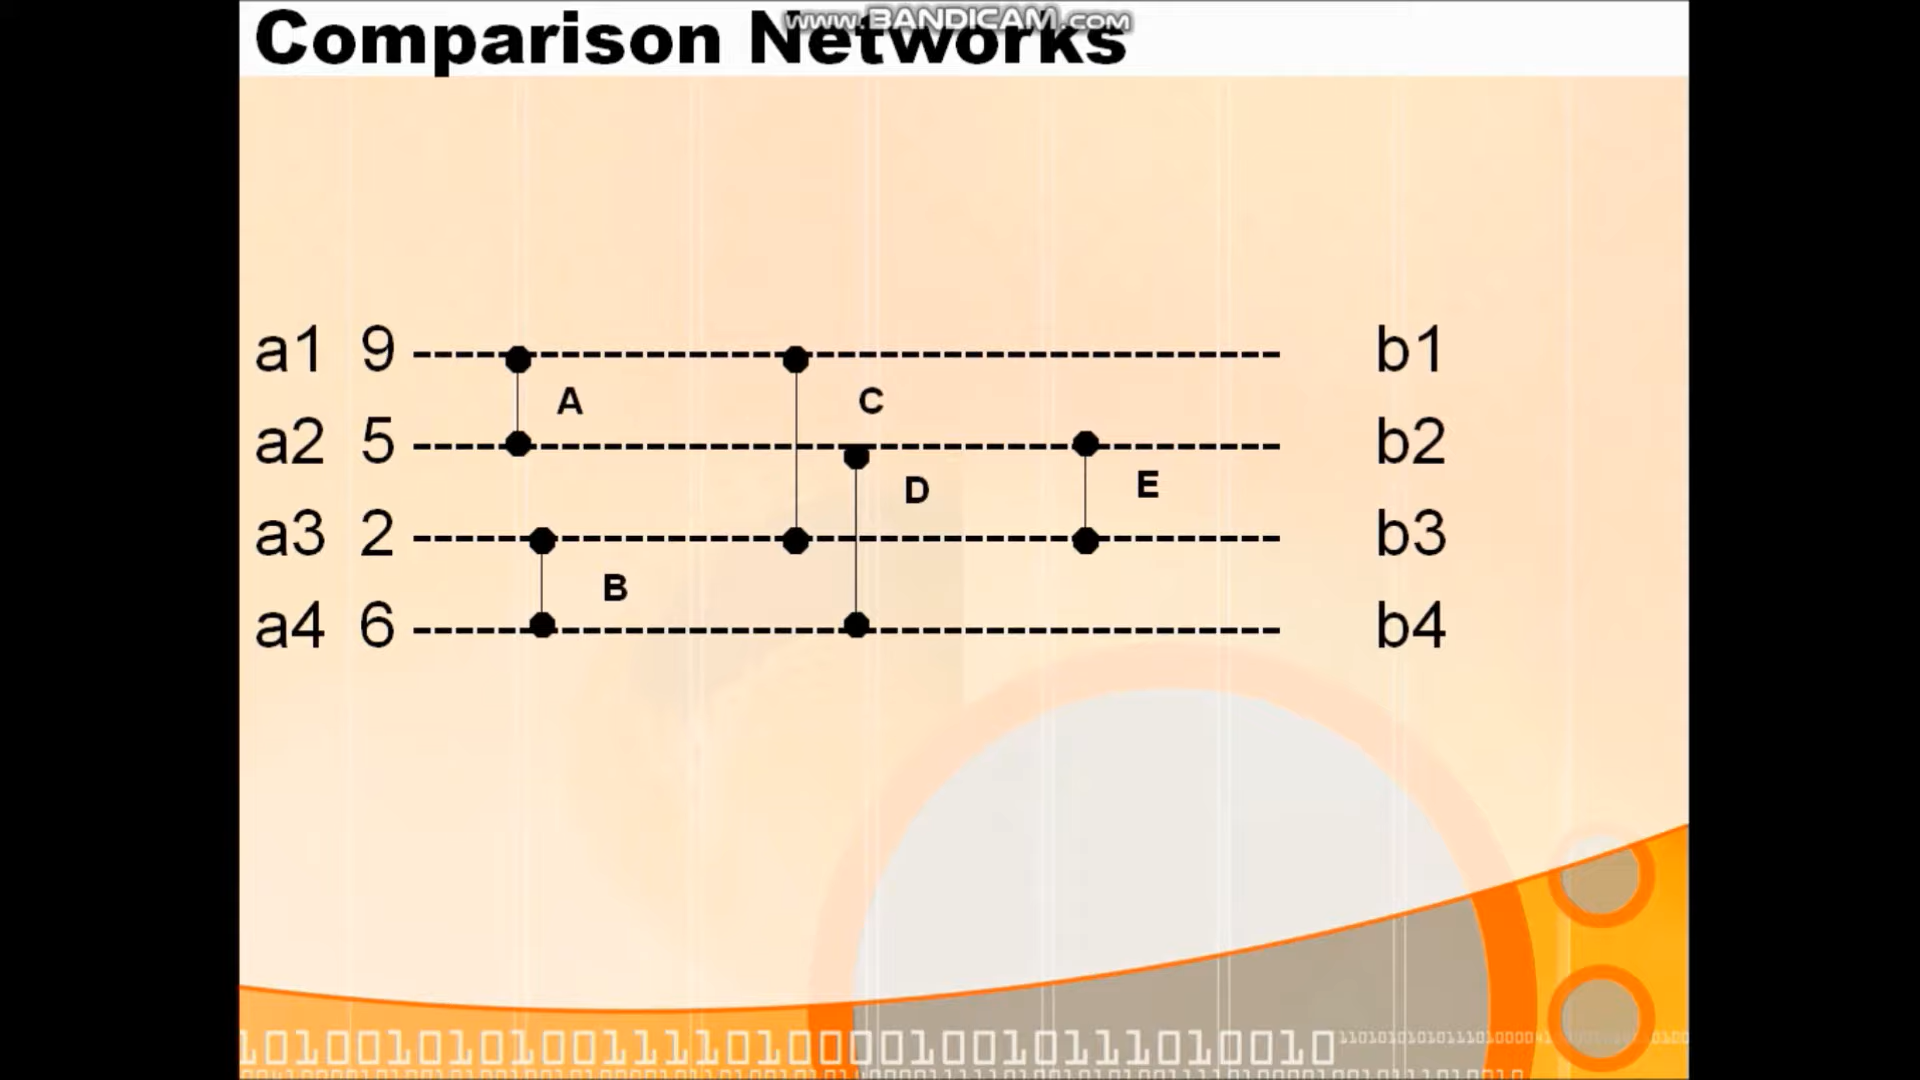 www.BANDICAM.com
Comparison Networks
a1 9 b1
A C
a2 5 b2
D E
a3 2 b3
B
a4 6 b4